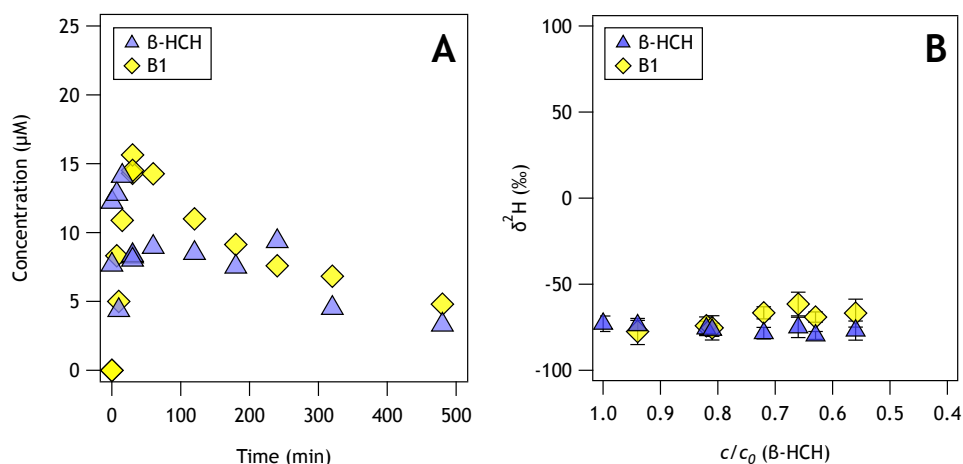 A
ß-HCH
B1
25
20
15
10
5
0
Concentration (µM)
0 100 200 300 400 500
Time (min)
B
ß-HCH
B1
100
50
0
-50
-100
δ²H (‰)
1.0 0.9 0.8 0.7 0.6 0.5 0.4
c/c₀ (ß-HCH)